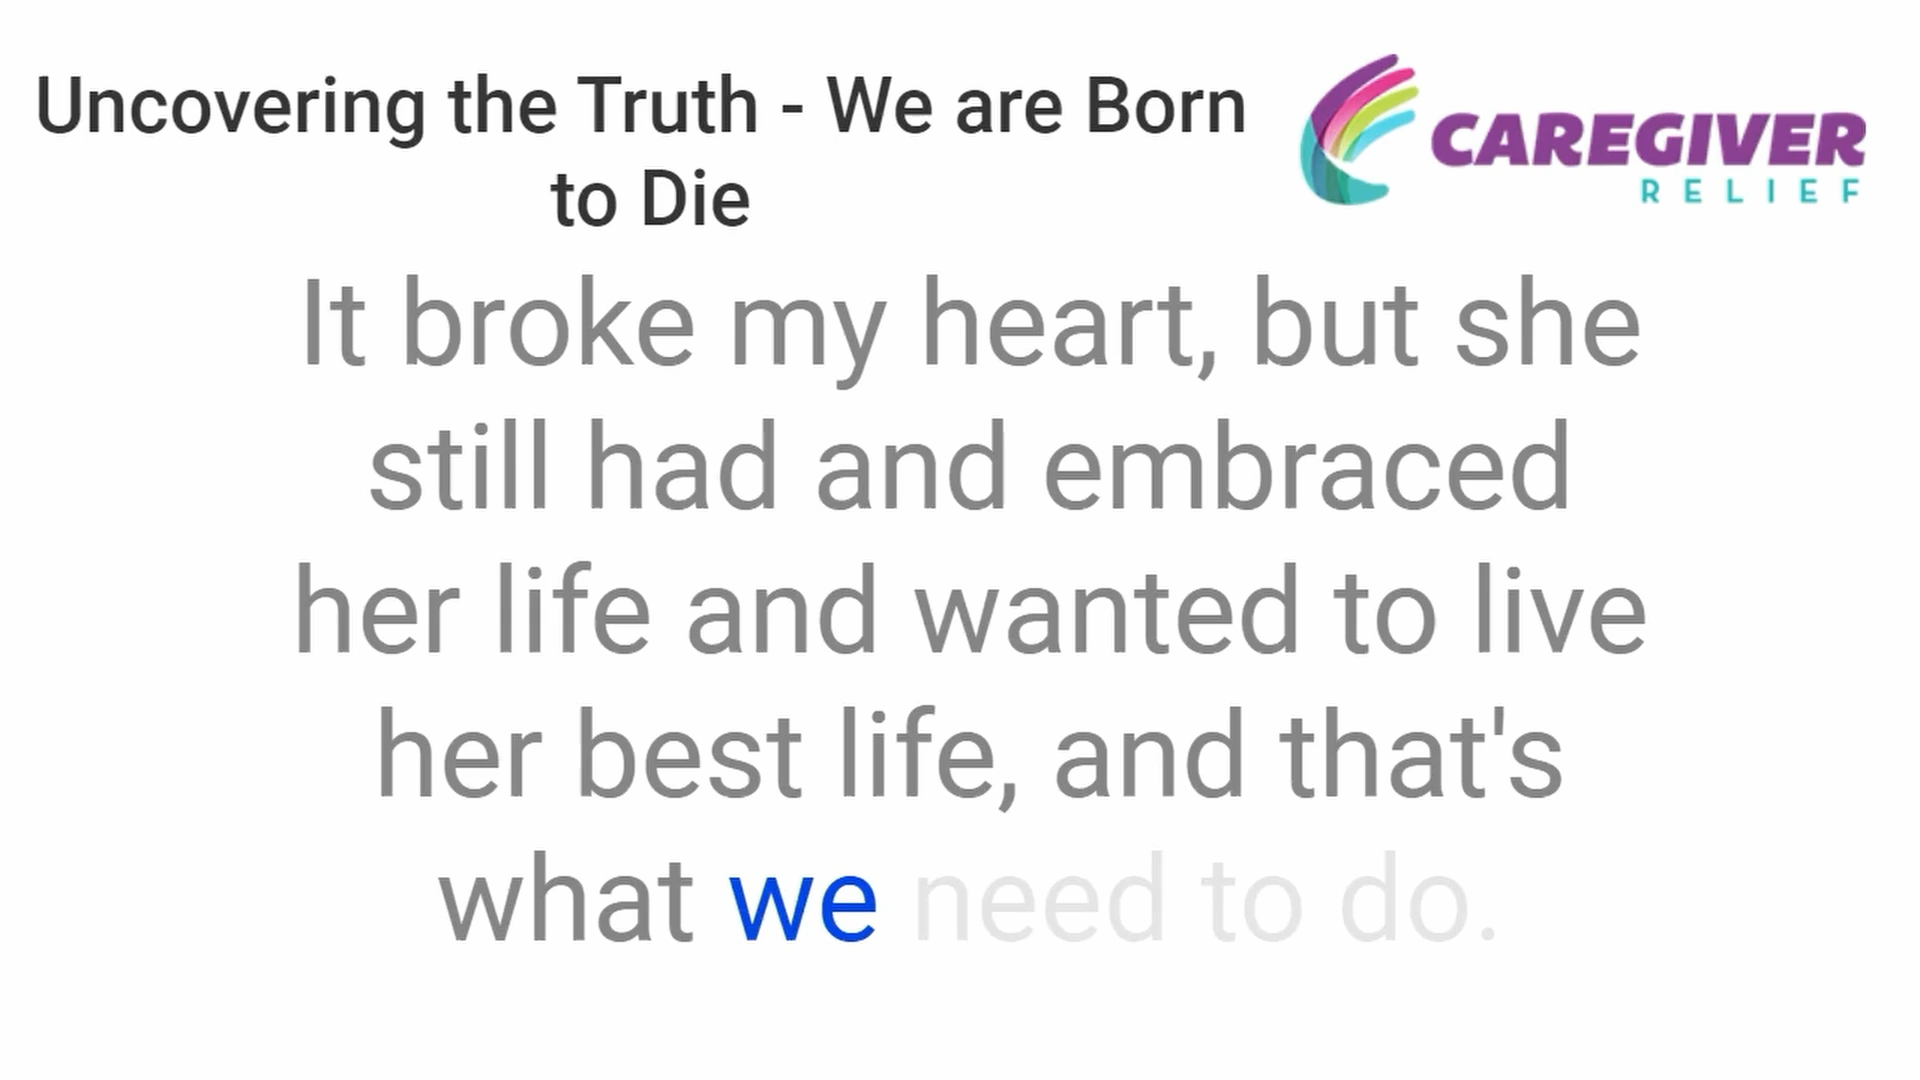 Uncovering the Truth - We are Born
to Die
CAREGIVER
RELIEF
It broke my heart, but she
still had and embraced
her life and wanted to live
her best life, and that's
what we need to do.